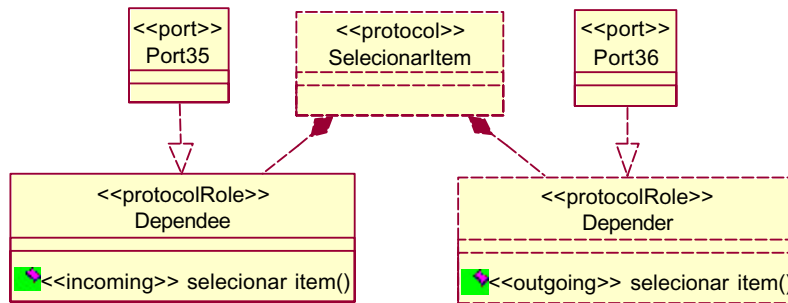 <<port>>
Port35
<<protocol>>
SelecionarItem
<<port>>
Port36
<<protocolRole>>
Dependee
<<incoming>> selecionar item()
<<protocolRole>>
Depender
<<outgoing>> selecionar item()